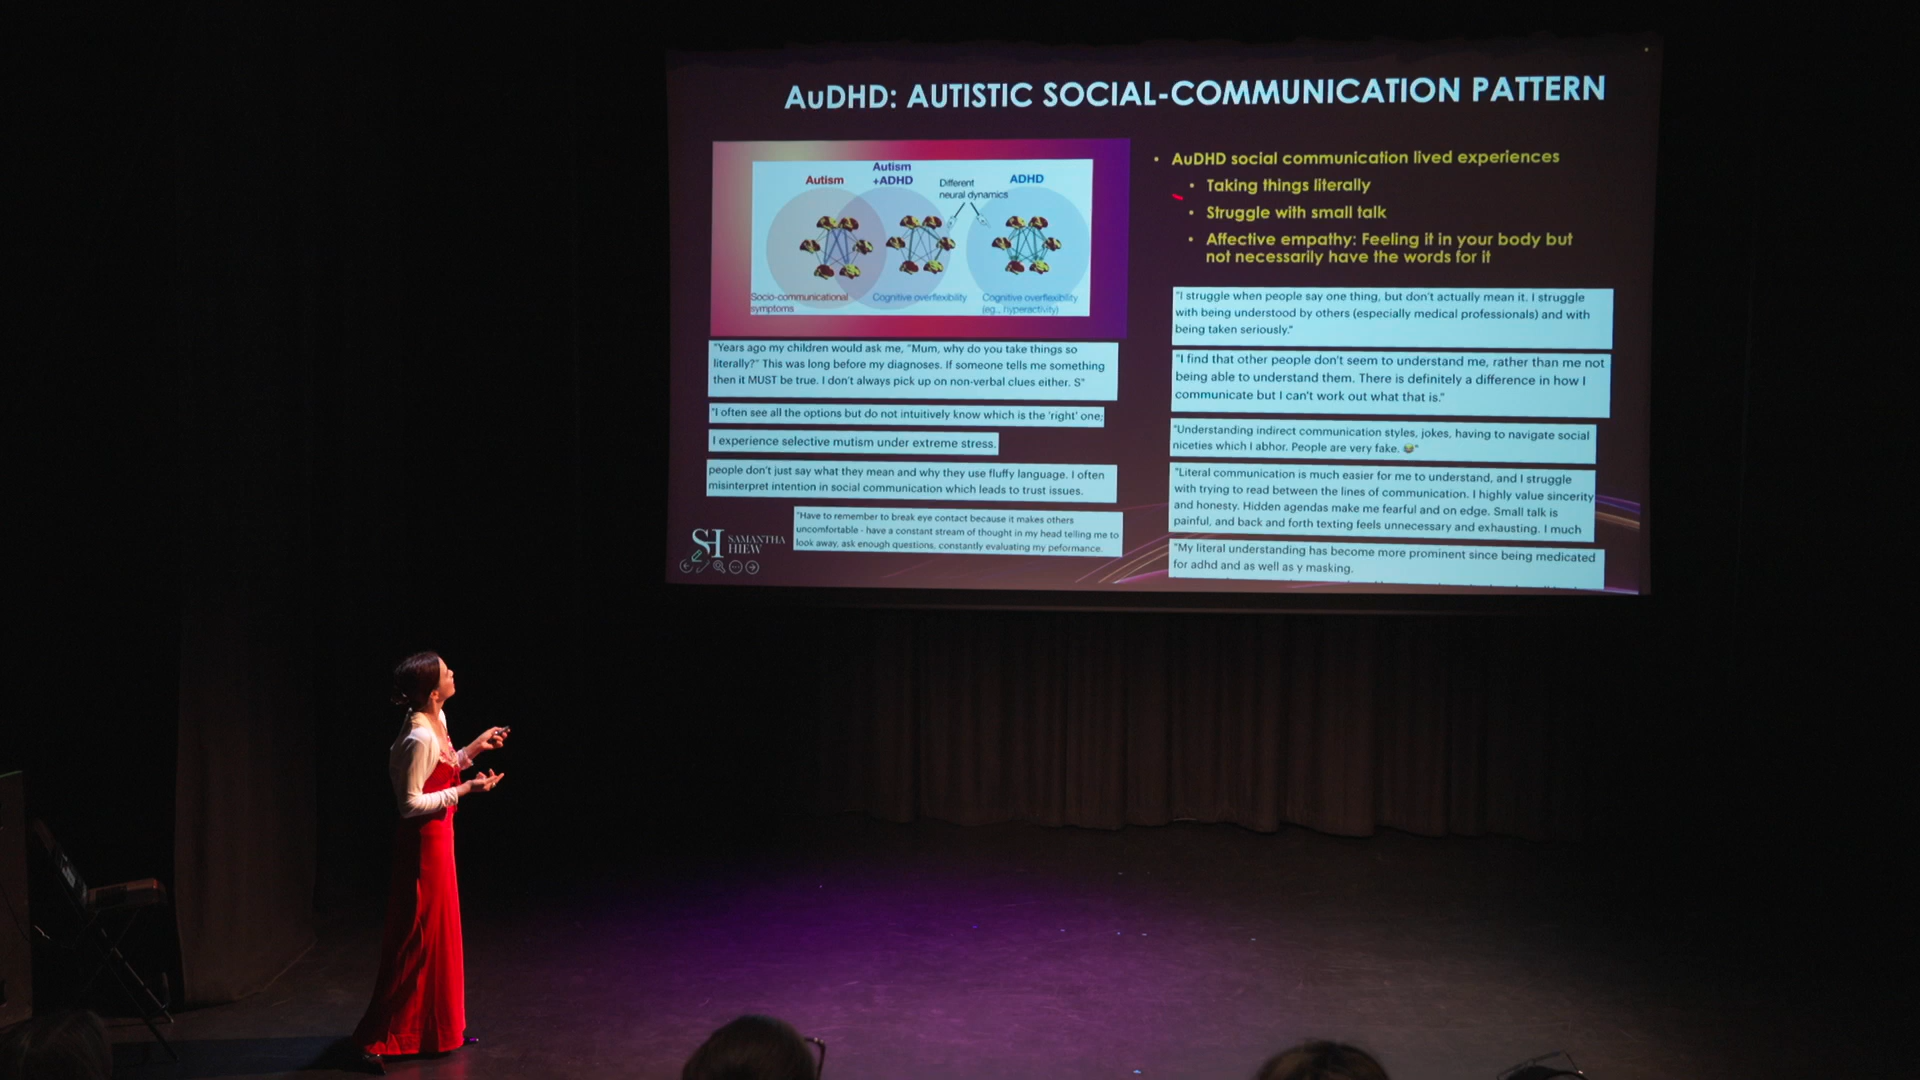 AuDHD: AUTISTIC SOCIAL-COMMUNICATION PATTERN
Autism
Autism
+ADHD
Different
neural dynamics
ADHD
Socio-communicational
symptoms
Cognitive overflexibility
Cognitive overflexibility
(eg., hyperactivity)
"Years ago my children would ask me, "Mum, why do you take things so
literally?" This was long before my diagnoses. If someone tells me something
then it MUST be true. I don't always pick up on non-verbal clues either. S"
"I often see all the options but do not intuitively know which is the 'right' one;
I experience selective mutism under extreme stress.
people don't just say what they mean and why they use fluffy language. I often
misinterpret intention in social communication which leads to trust issues.
"Have to remember to break eye contact because it makes others
uncomfortable - have a constant stream of thought in my head telling me to
look away, ask enough questions, constantly evaluating my peformance.
SH SAMANTHA
HIEW
• AuDHD social communication lived experiences
• Taking things literally
• Struggle with small talk
• Affective empathy: Feeling it in your body but
not necessarily have the words for it
"I struggle when people say one thing, but don't actually mean it. I struggle
with being understood by others (especially medical professionals) and with
being taken seriously."
"I find that other people don't seem to understand me, rather than me not
being able to understand them. There is definitely a difference in how I
communicate but I can't work out what that is."
"Understanding indirect communication styles, jokes, having to navigate social
niceties which I abhor. People are very fake. 😂"
"Literal communication is much easier for me to understand, and I struggle
with trying to read between the lines of communication. I highly value sincerity
and honesty. Hidden agendas make me fearful and on edge. Small talk is
painful, and back and forth texting feels unnecessary and exhausting. I much
"My literal understanding has become more prominent since being medicated
for adhd and as well as y masking.